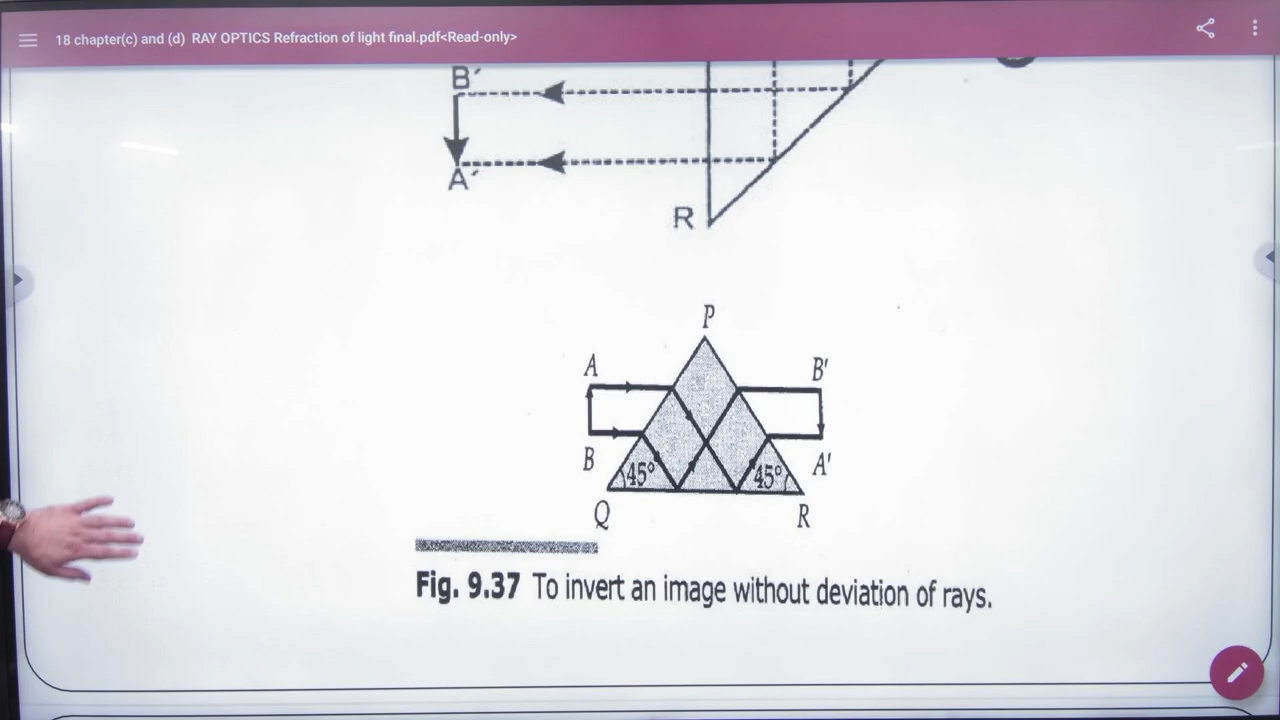 18 chapter(c) and (d) RAY OPTICS Refraction of light final.pdf<Read-only>
B′
A′
R
P
A
B'
B
A'
45°
45°
Q
R
Fig. 9.37 To invert an image without deviation of rays.